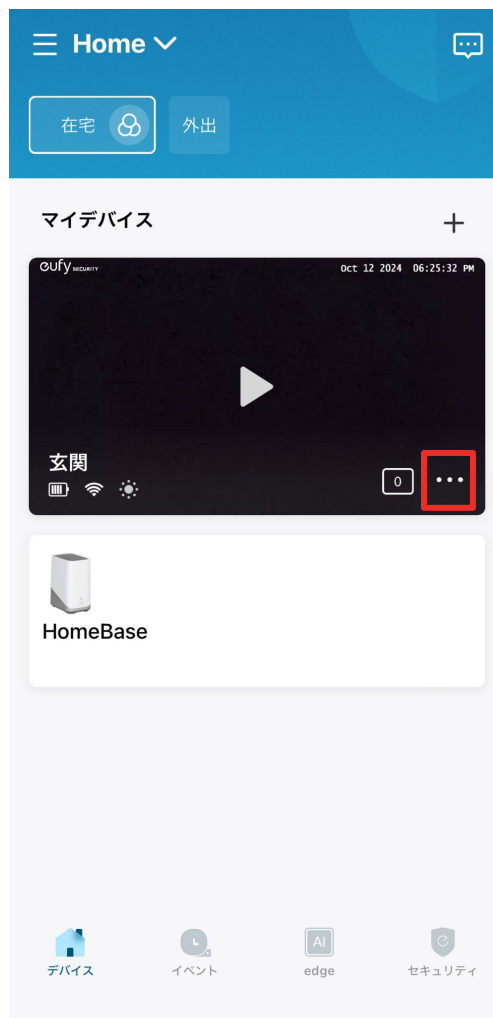 Home
在宅
外出
マイデバイス
eufy SECURITY
Oct 12 2024 06:25:32 PM
玄関
0
HomeBase
AI
デバイス
イベント
edge
セキュリティ